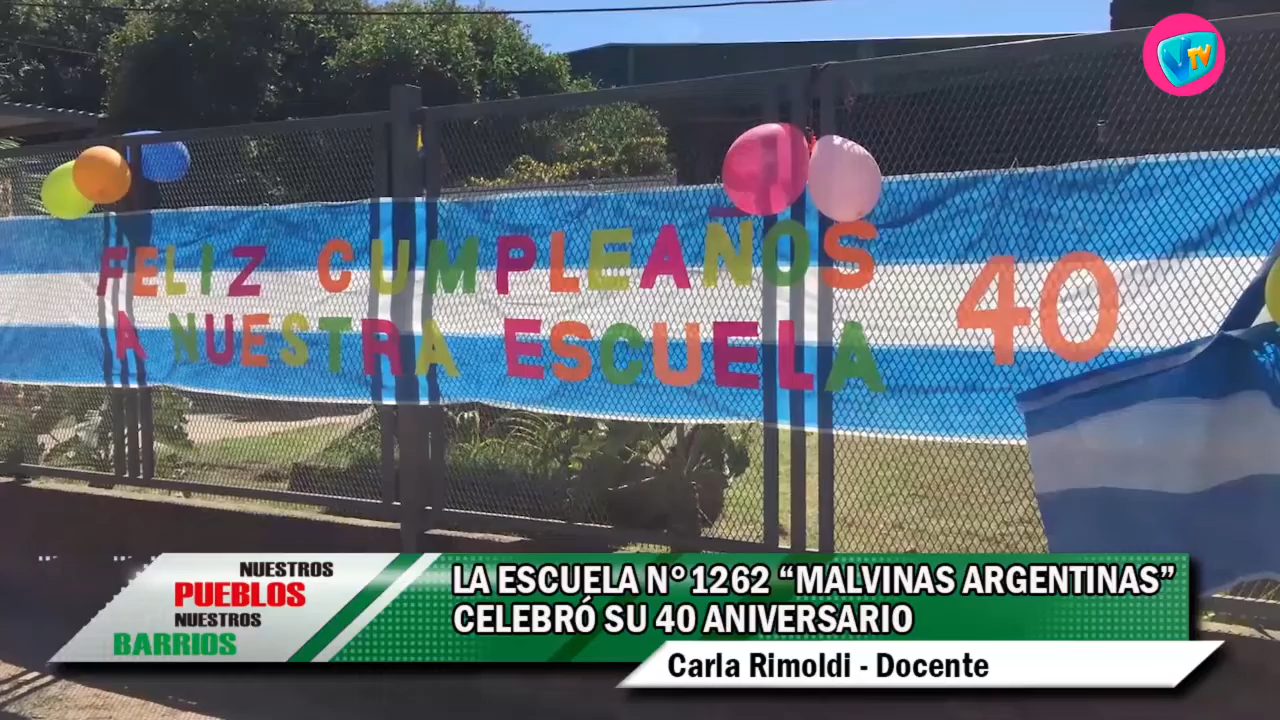 VTV
FELIZ CUMPLEAÑOS
A NUESTRA ESCUELA
40
NUESTROS
PUEBLOS
NUESTROS
BARRIOS
LA ESCUELA N°1262 “MALVINAS ARGENTINAS”
CELEBRÓ SU 40 ANIVERSARIO
Carla Rimoldi - Docente